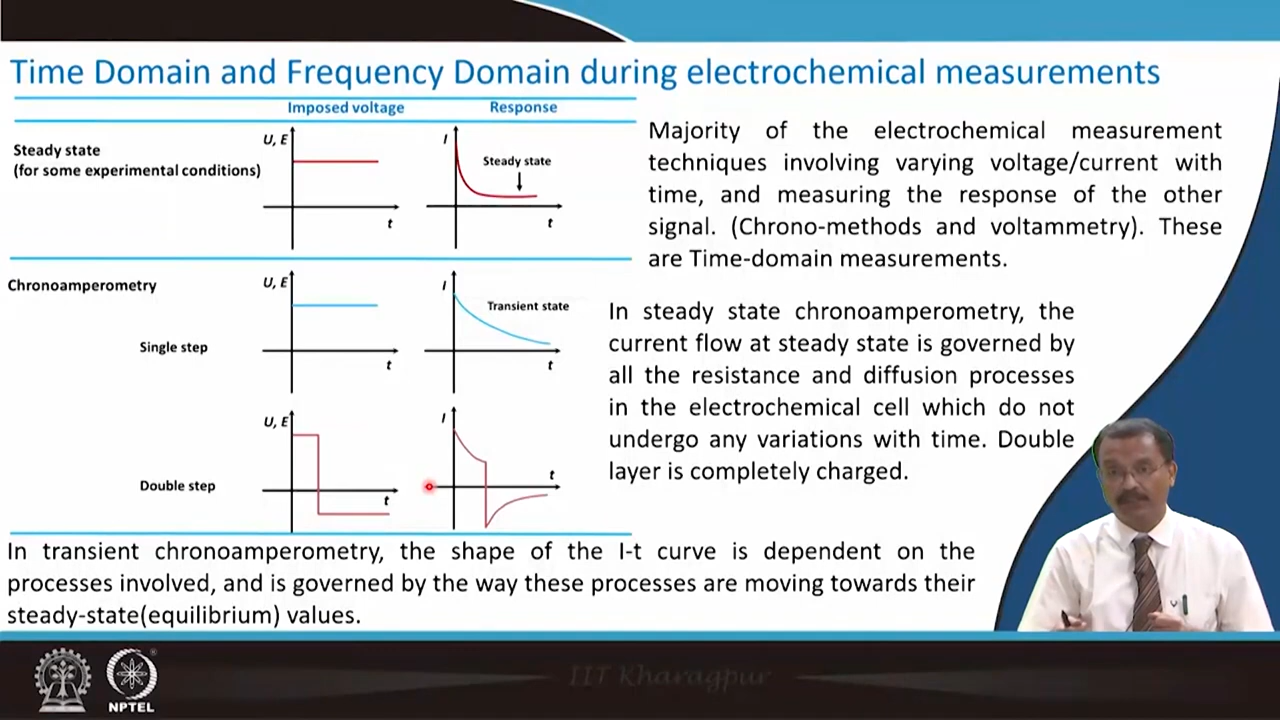 Time Domain and Frequency Domain during electrochemical measurements
Imposed voltage
Response
Steady state
(for some experimental conditions)
U, E
t
I
Steady state
t
Chronoamperometry
U, E
t
I
Transient state
t
Single step
U, E
t
I
t
Double step
Majority of the electrochemical measurement
techniques involving varying voltage/current with
time, and measuring the response of the other
signal. (Chrono-methods and voltammetry). These
are Time-domain measurements.
In steady state chronoamperometry, the
current flow at steady state is governed by
all the resistance and diffusion processes
in the electrochemical cell which do not
undergo any variations with time. Double
layer is completely charged.
In transient chronoamperometry, the shape of the I-t curve is dependent on the
processes involved, and is governed by the way these processes are moving towards their
steady-state(equilibrium) values.
NPTEL
IIT Kharagpur